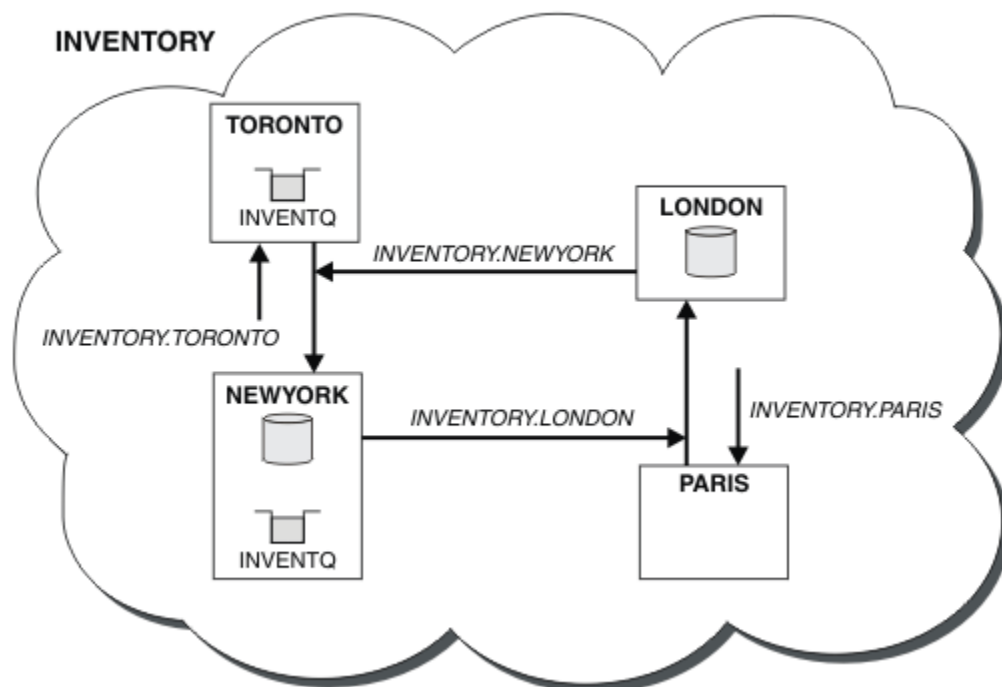 INVENTORY
TORONTO
INVENTQ
LONDON
INVENTORY.NEWYORK
INVENTORY.TORONTO
NEWYORK
INVENTORY.LONDON
INVENTORY.PARIS
PARIS
INVENTQ